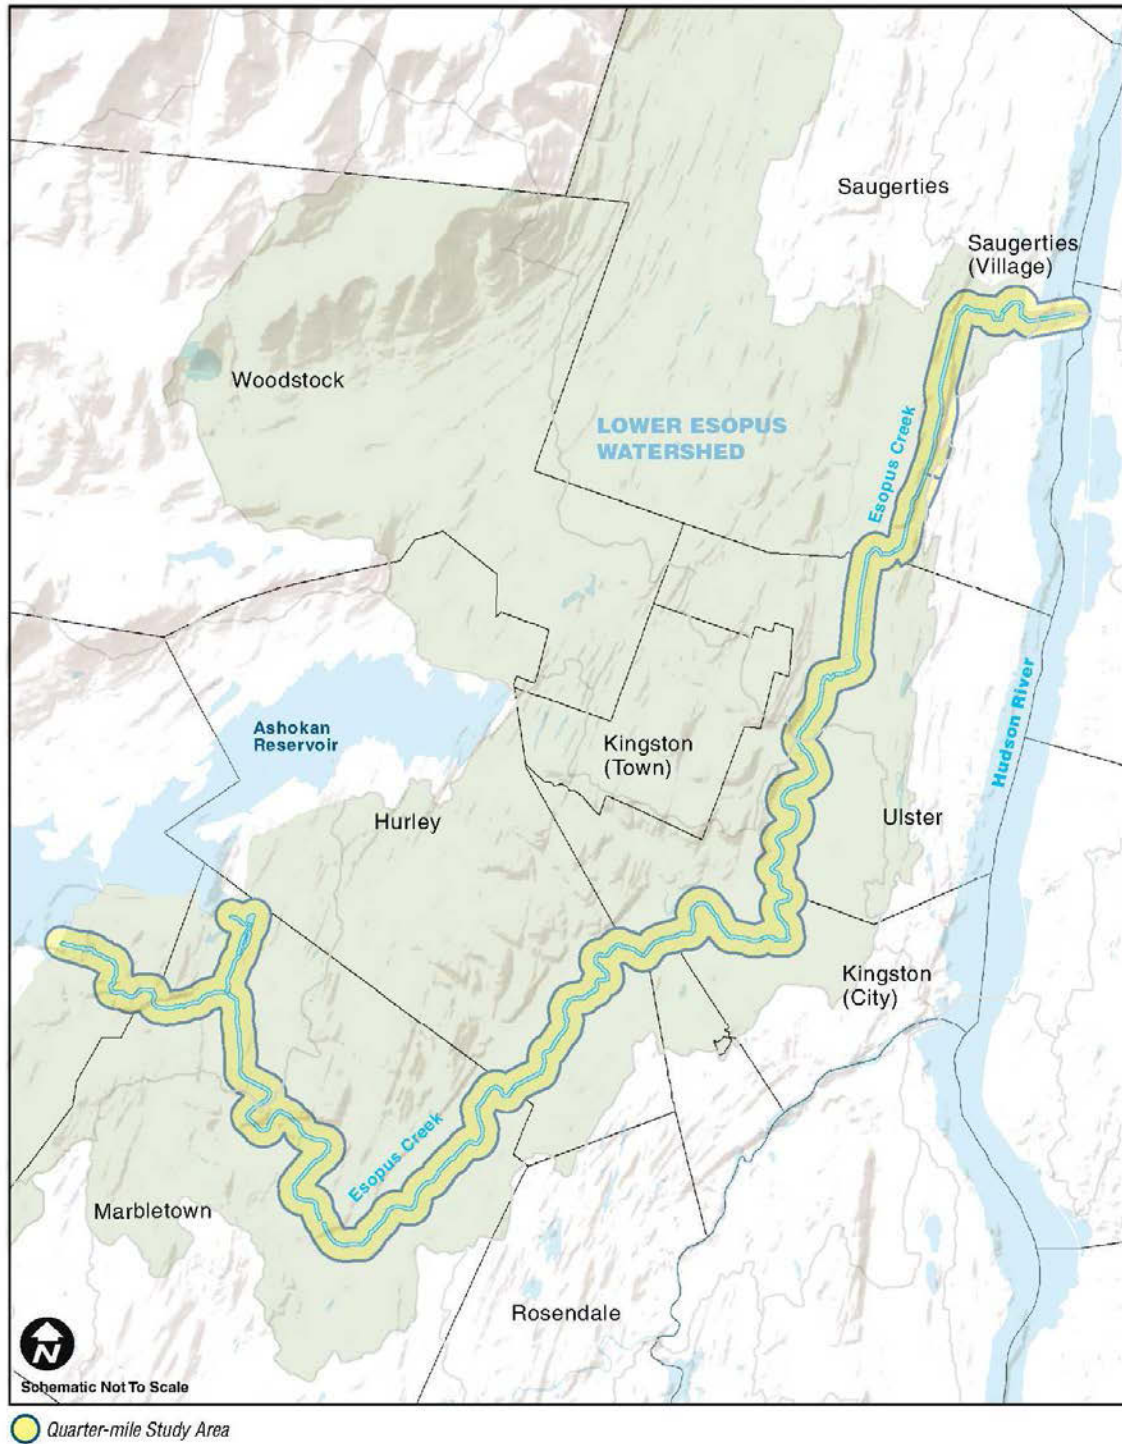 Saugerties
Saugerties
(Village)
Woodstock
LOWER ESOPUS
WATERSHED
Esopus Creek
Ashokan
Reservoir
Kingston
(Town)
Hudson River
Hurley
Ulster
Kingston
(City)
Esopus Creek
Marbletown
Rosendale
N
Schematic Not To Scale
Quarter-mile Study Area